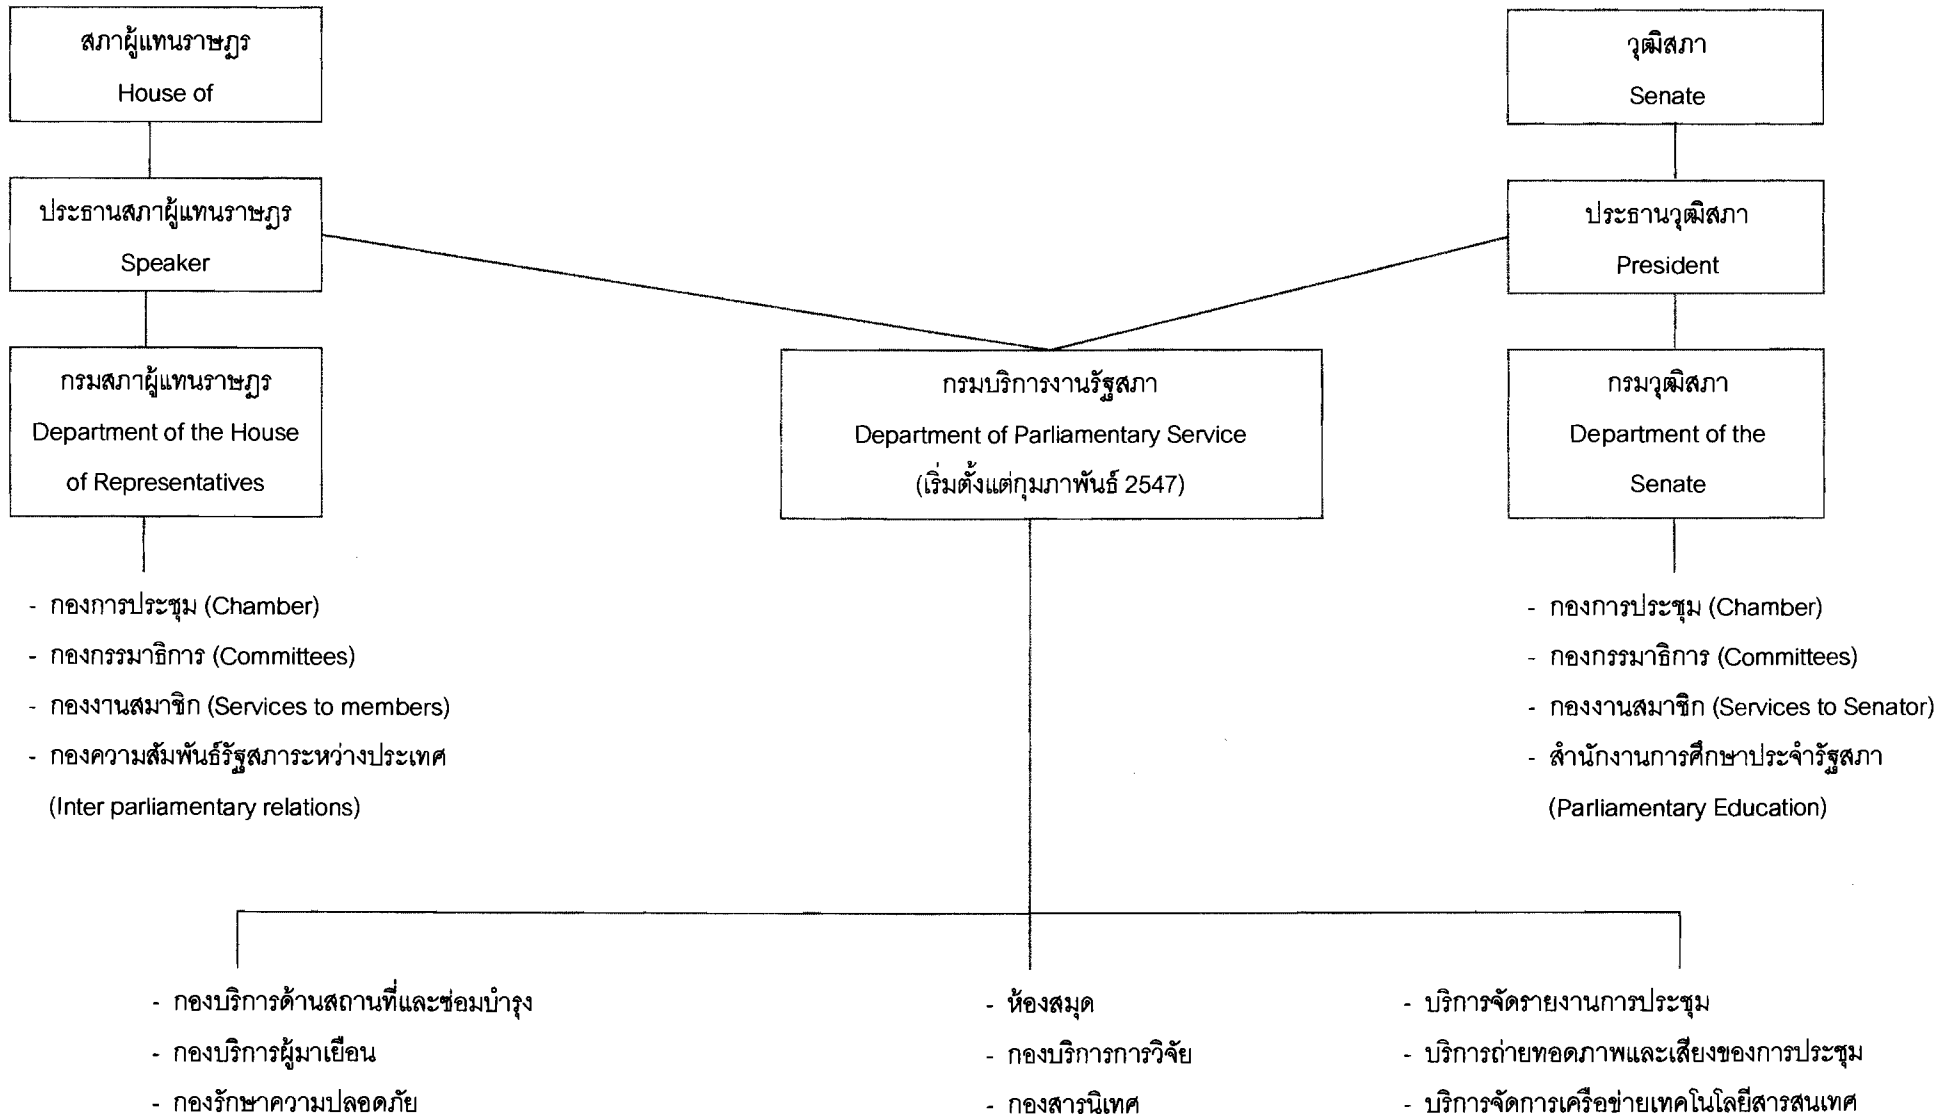 สภาผู้แทนราษฎร
House of
ประธานสภาผู้แทนราษฎร
Speaker
กรมสภาผู้แทนราษฎร
Department of the House
of Representatives
- กองการประชุม (Chamber)
- กองกรรมาธิการ (Committees)
- กองงานสมาชิก (Services to members)
- กองความสัมพันธ์รัฐสภาระหว่างประเทศ
(Inter parliamentary relations)
วุฒิสภา
Senate
ประธานวุฒิสภา
President
กรมวุฒิสภา
Department of the
Senate
- กองการประชุม (Chamber)
- กองกรรมาธิการ (Committees)
- กองงานสมาชิก (Services to Senator)
- สำนักงานการศึกษาประจำรัฐสภา
(Parliamentary Education)
กรมบริการงานรัฐสภา
Department of Parliamentary Service
(เริ่มตั้งแต่กุมภาพันธ์ 2547)
- กองบริการด้านสถานที่และซ่อมบำรุง
- กองบริการผู้มาเยือน
- กองรักษาความปลอดภัย
- ห้องสมุด
- กองบริการการวิจัย
- กองสารนิเทศ
- บริการจัดรายงานการประชุม
- บริการถ่ายทอดภาพและเสียงของการประชุม
- บริการจัดการเครือข่ายเทคโนโลยีสารสนเทศ